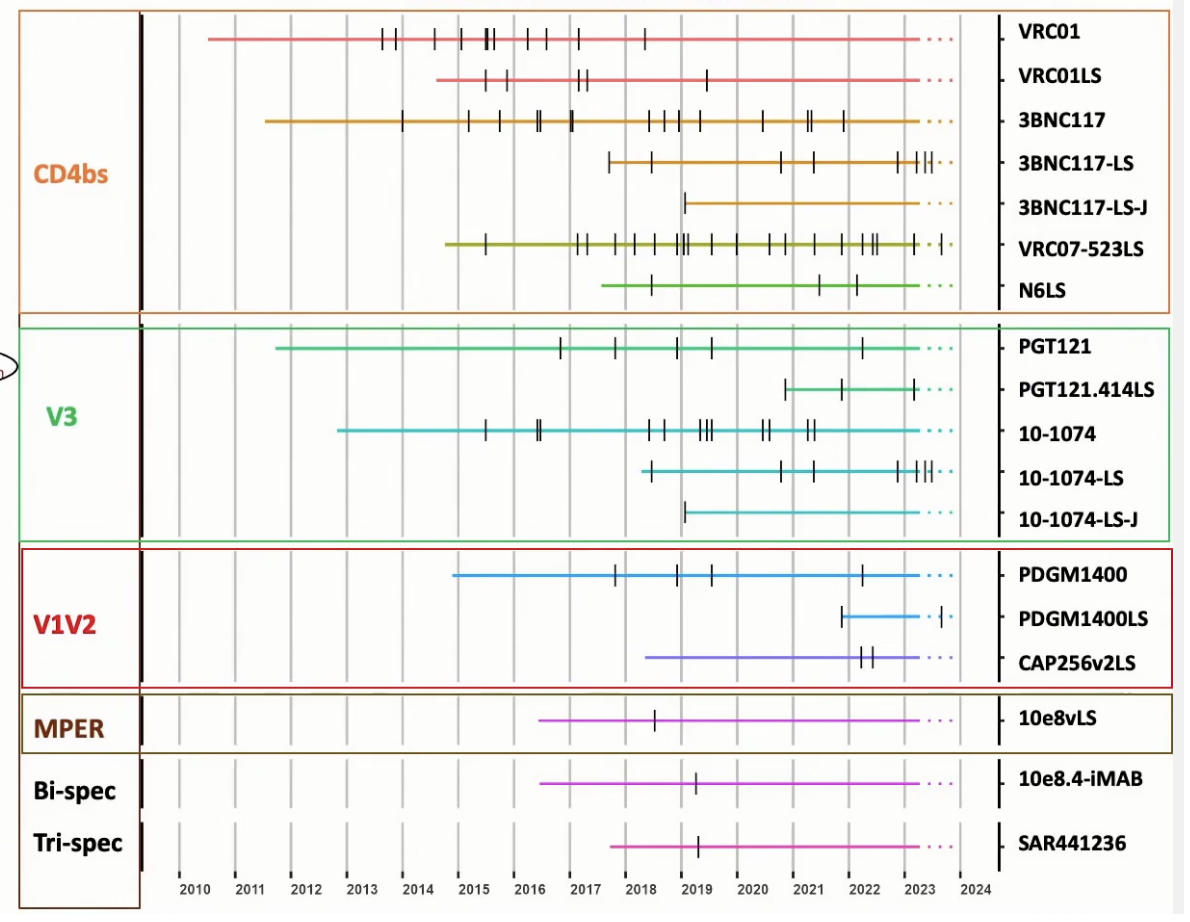 CD4bs
VRC01
VRC01LS
3BNC117
3BNC117-LS
3BNC117-LS-J
VRC07-523LS
N6LS
V3
PGT121
PGT121.414LS
10-1074
10-1074-LS
10-1074-LS-J
V1V2
PDGM1400
PDGM1400LS
CAP256v2LS
MPER
10e8vLS
Bi-spec
10e8.4-iMAB
Tri-spec
SAR441236
2010 2011 2012 2013 2014 2015 2016 2017 2018 2019 2020 2021 2022 2023 2024